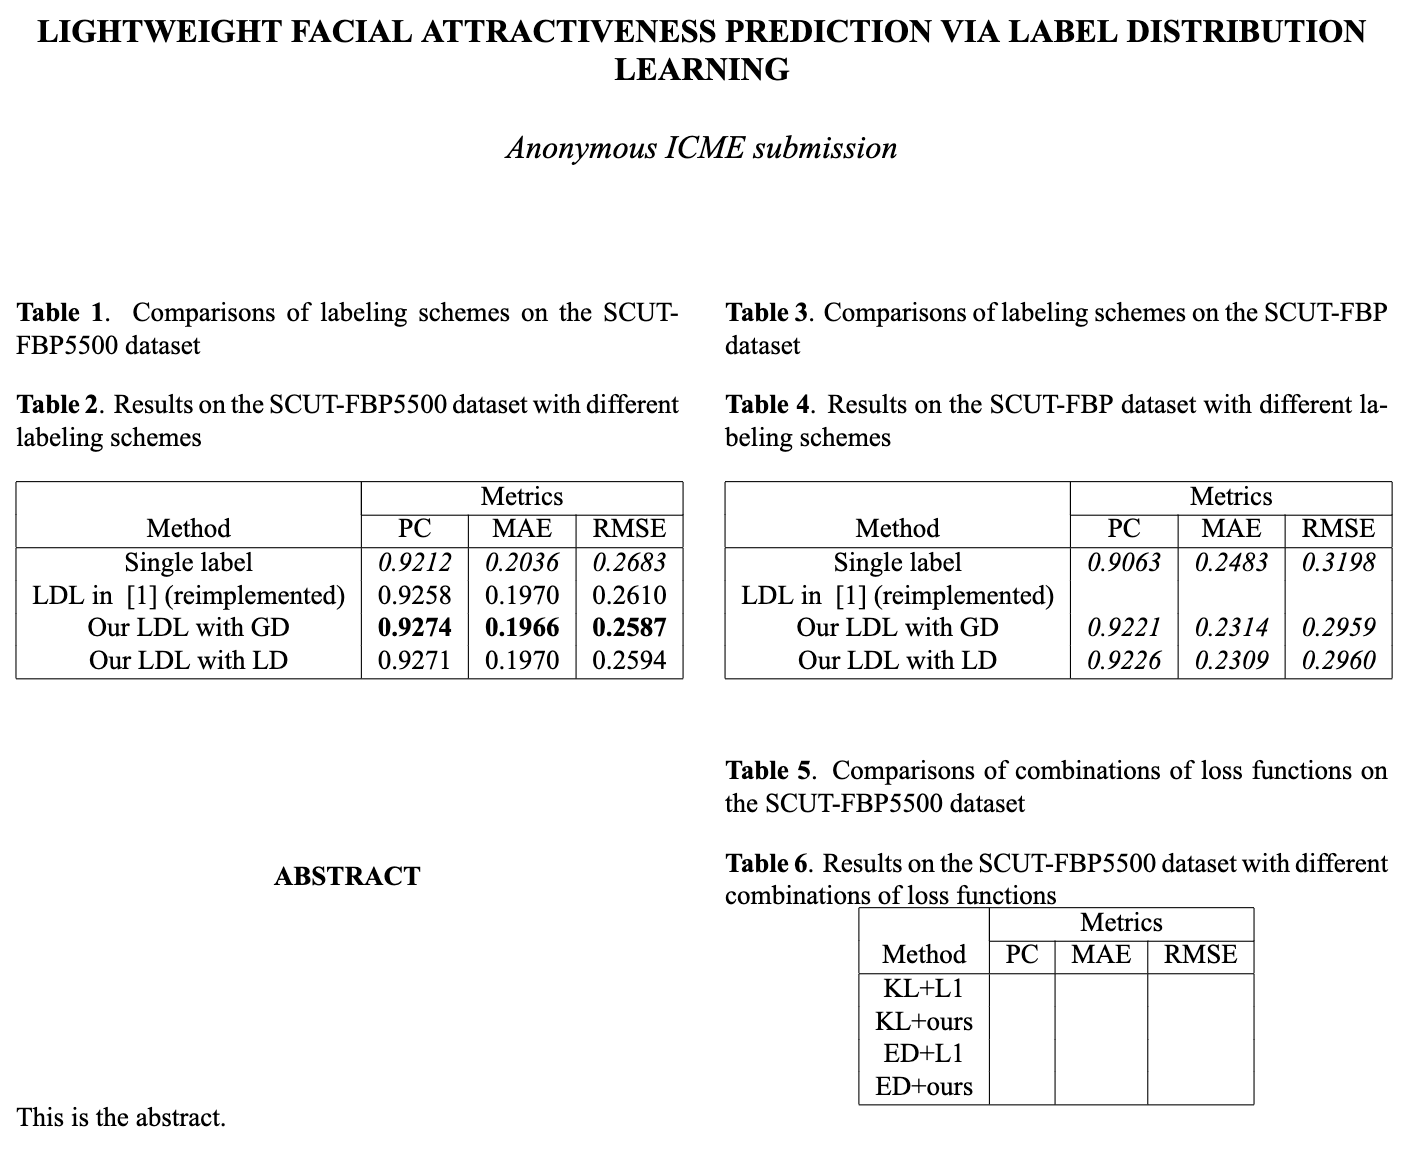 LIGHTWEIGHT FACIAL ATTRACTIVENESS PREDICTION VIA LABEL DISTRIBUTION
LEARNING
Anonymous ICME submission
Table 1. Comparisons of labeling schemes on the SCUT-
FBP5500 dataset
Table 2. Results on the SCUT-FBP5500 dataset with different
labeling schemes
Metrics
Method PC MAE RMSE
Single label 0.9212 0.2036 0.2683
LDL in [1] (reimplemented) 0.9258 0.1970 0.2610
Our LDL with GD 0.9274 0.1966 0.2587
Our LDL with LD 0.9271 0.1970 0.2594
ABSTRACT
This is the abstract.
Table 3. Comparisons of labeling schemes on the SCUT-FBP
dataset
Table 4. Results on the SCUT-FBP dataset with different la-
beling schemes
Metrics
Method PC MAE RMSE
Single label 0.9063 0.2483 0.3198
LDL in [1] (reimplemented)
Our LDL with GD 0.9221 0.2314 0.2959
Our LDL with LD 0.9226 0.2309 0.2960
Table 5. Comparisons of combinations of loss functions on
the SCUT-FBP5500 dataset
Table 6. Results on the SCUT-FBP5500 dataset with different
combinations of loss functions
Metrics
Method PC MAE RMSE
KL+L1
KL+ours
ED+L1
ED+ours